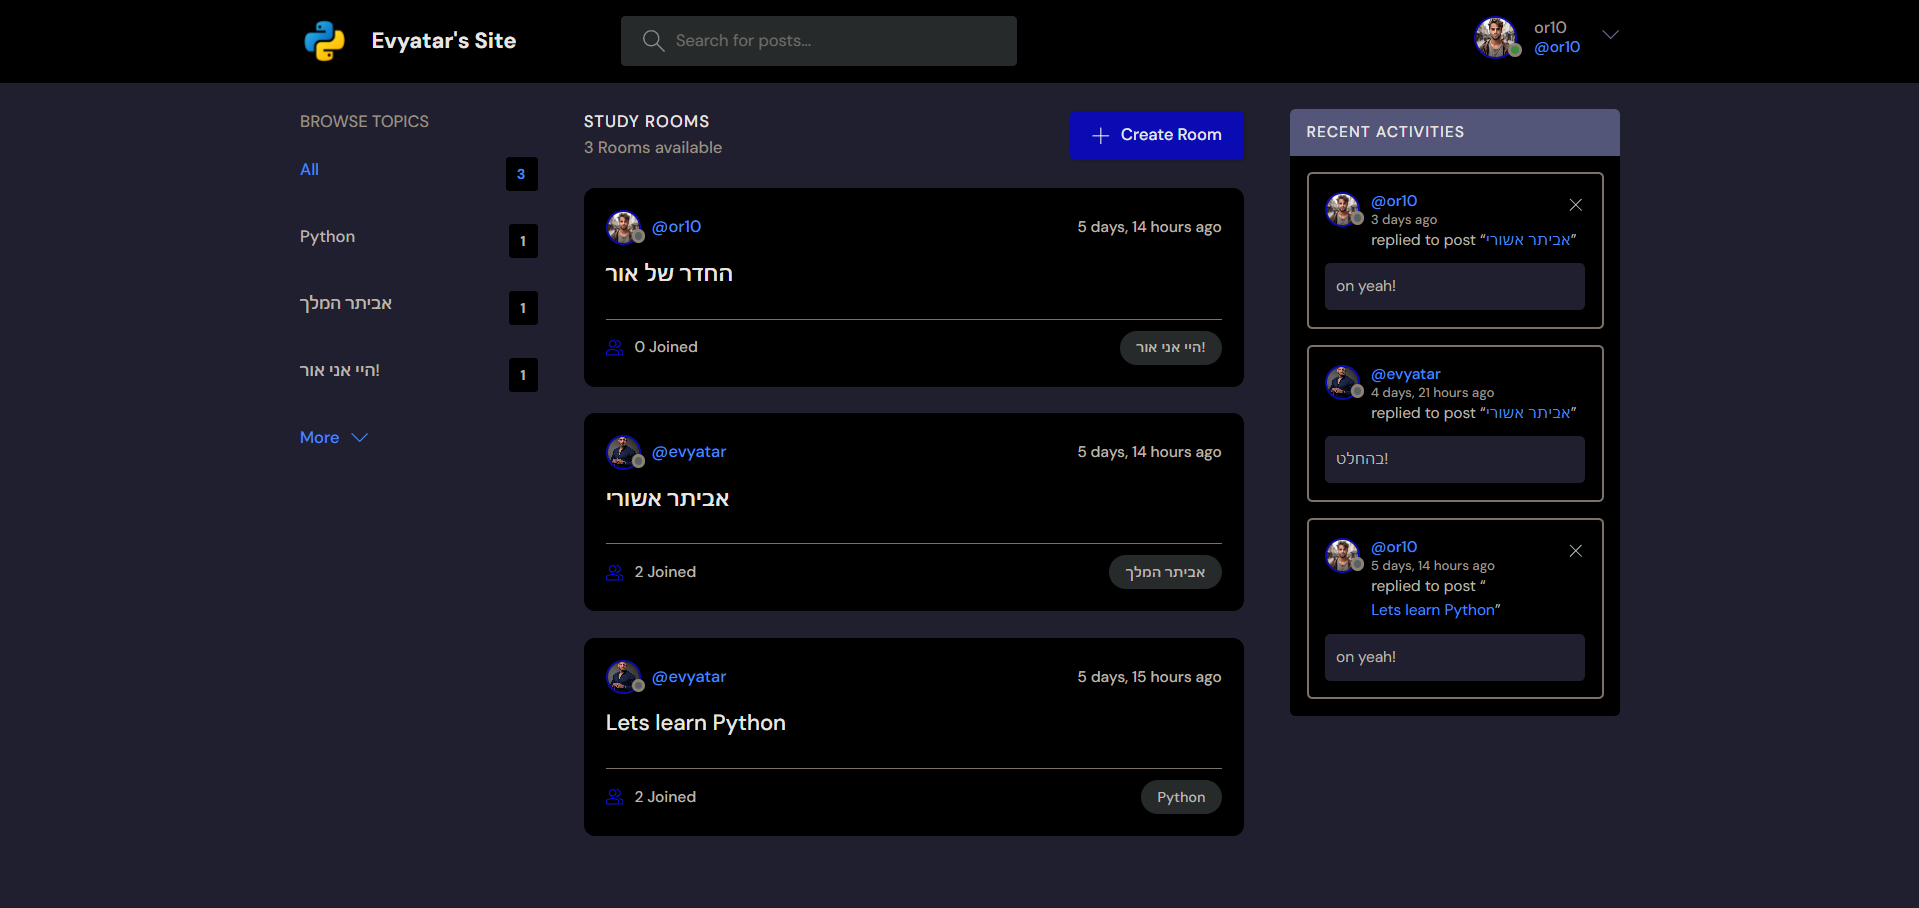 Evyatar's Site
Search for posts...
or10
@or10
BROWSE TOPICS
All
3
Python
1
אביתר המלך
1
היי אני אור!
1
More
STUDY ROOMS
3 Rooms available
Create Room
@or10
5 days, 14 hours ago
החדר של אור
0 Joined
היי אני אור!
@evyatar
5 days, 14 hours ago
אביתר אשורי
2 Joined
אביתר המלך
@evyatar
5 days, 15 hours ago
Lets learn Python
2 Joined
Python
RECENT ACTIVITIES
@or10
3 days ago
replied to post “אביתר אשורי”
on yeah!
@evyatar
4 days, 21 hours ago
replied to post “אביתר אשורי”
בהחלט!
@or10
5 days, 14 hours ago
replied to post “
Lets learn Python”
on yeah!